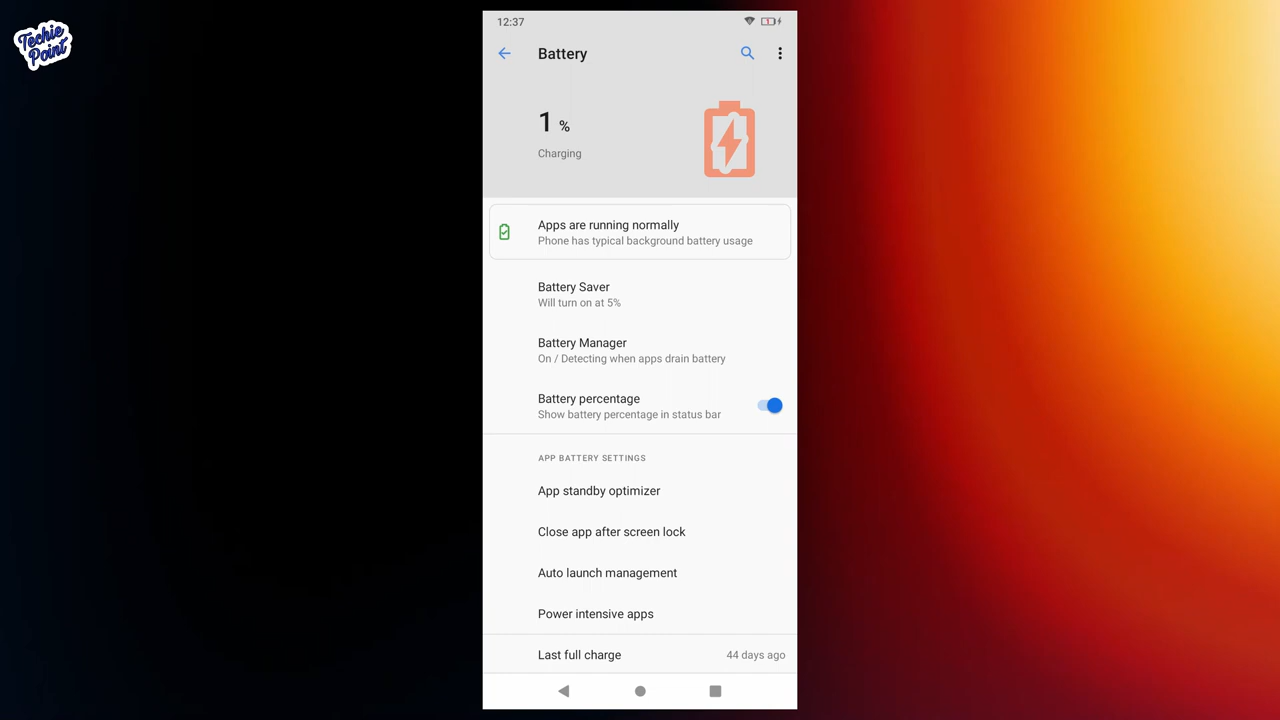 Techie
Point
12:37
1
Battery
1 %
Charging
Apps are running normally
Phone has typical background battery usage
Battery Saver
Will turn on at 5%
Battery Manager
On / Detecting when apps drain battery
Battery percentage
Show battery percentage in status bar
APP BATTERY SETTINGS
App standby optimizer
Close app after screen lock
Auto launch management
Power intensive apps
Last full charge 44 days ago